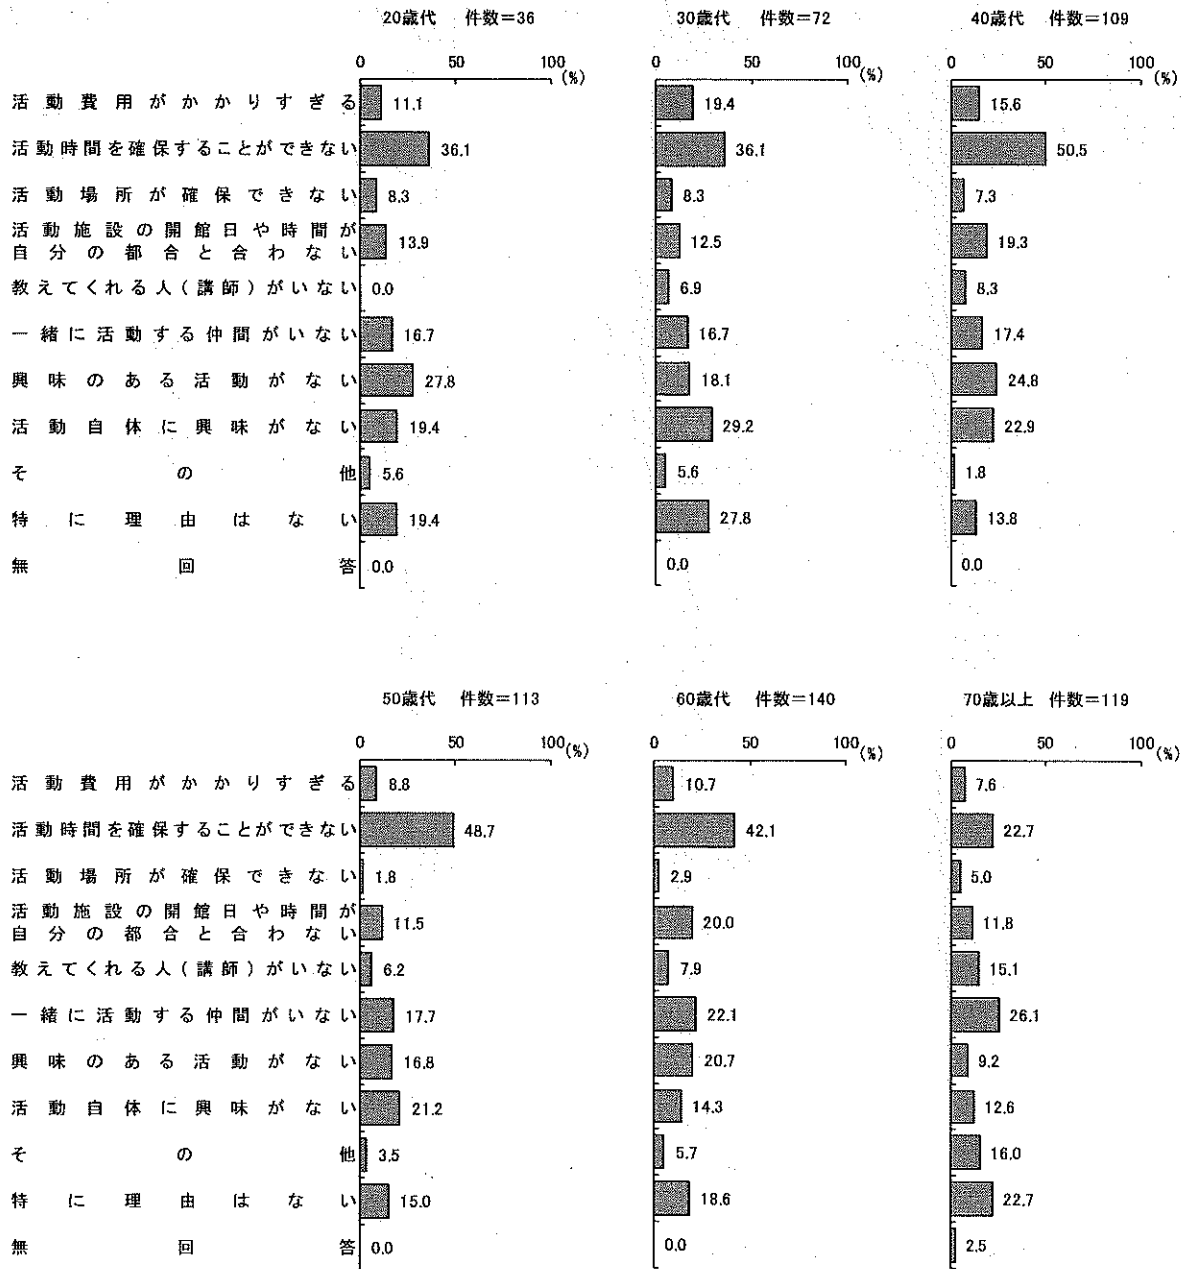 20歳代 件数=36 30歳代 件数=72 40歳代 件数=109
0 50 100(%) 0 50 100(%) 0 50 100(%)
活動費用がかかりすぎる 11.1 19.4 15.6
活動時間を確保することができない 36.1 36.1 50.5
活動場所が確保できない 8.3 8.3 7.3
活動施設の開館日や時間が
自分の都合と合わない 13.9 12.5 19.3
教えてくれる人(講師)がいない 0.0 6.9 8.3
一緒に活動する仲間がいない 16.7 16.7 17.4
興味のある活動がない 27.8 18.1 24.8
活動自体に興味がない 19.4 29.2 22.9
その他 5.6 5.6 1.8
特に理由はない 19.4 27.8 13.8
無回答 0.0 0.0 0.0
50歳代 件数=113 60歳代 件数=140 70歳以上 件数=119
0 50 100(%) 0 50 100(%) 0 50 100(%)
活動費用がかかりすぎる 8.8 10.7 7.6
活動時間を確保することができない 48.7 42.1 22.7
活動場所が確保できない 1.8 2.9 5.0
活動施設の開館日や時間が
自分の都合と合わない 11.5 20.0 11.8
教えてくれる人(講師)がいない 6.2 7.9 15.1
一緒に活動する仲間がいない 17.7 22.1 26.1
興味のある活動がない 16.8 20.7 9.2
活動自体に興味がない 21.2 14.3 12.6
その他 3.5 5.7 16.0
特に理由はない 15.0 18.6 22.7
無回答 0.0 0.0 2.5